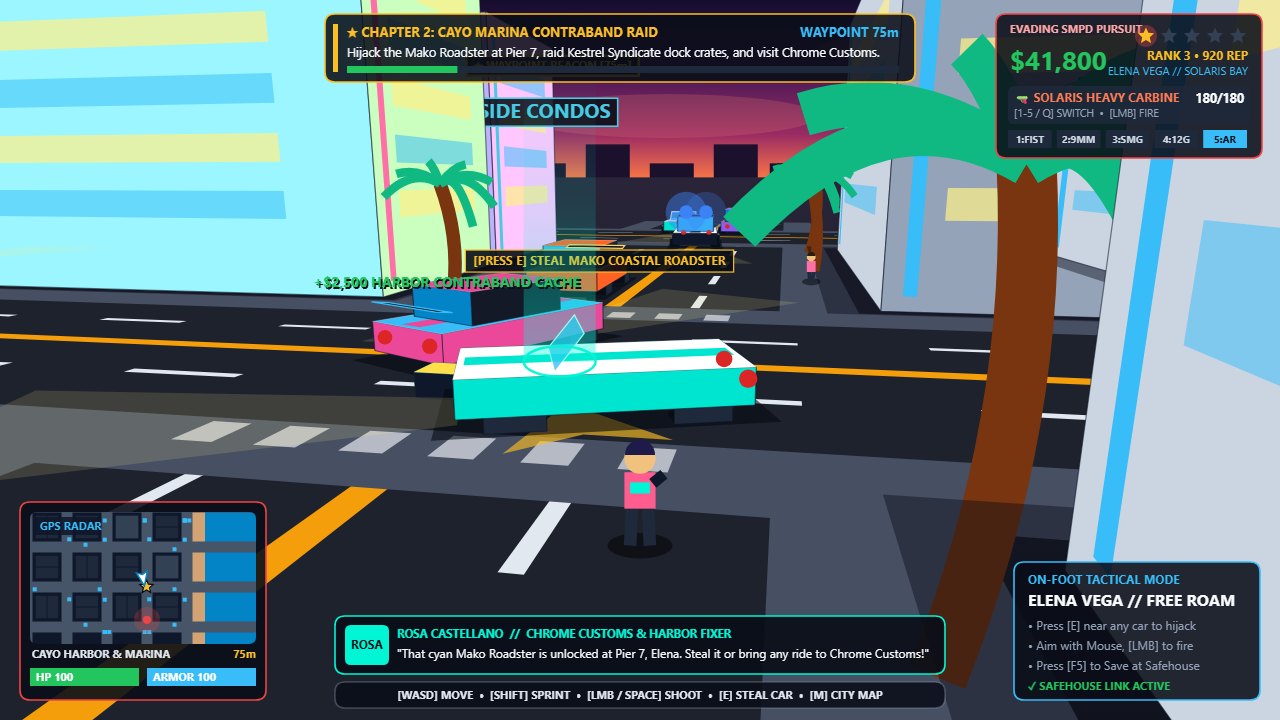 ★ CHAPTER 2: CAYO MARINA CONTRABAND RAID
WAYPOINT 75m
Hijack the Mako Roadster at Pier 7, raid Kestrel Syndicate dock crates, and visit Chrome Customs.
EVADING SMPD PURSUIT
★ ★ ★ ★ ★
$41,800
RANK 3 • 920 REP
ELENA VEGA // SOLARIS BAY
SOLARIS HEAVY CARBINE
180/180
[1-5 / Q] SWITCH • [LMB] FIRE
1:FIST
2:9MM
3:SMG
4:12G
5:AR
SIDE CONDOS
[PRESS E] STEAL MAKO COASTAL ROADSTER
+$2,500 HARBOR CONTRABAND CACHE
GPS RADAR
CAYO HARBOR & MARINA
75m
HP 100
ARMOR 100
ROSA
ROSA CASTELLANO // CHROME CUSTOMS & HARBOR FIXER
"That cyan Mako Roadster is unlocked at Pier 7, Elena. Steal it or bring any ride to Chrome Customs!"
[WASD] MOVE • [SHIFT] SPRINT • [LMB / SPACE] SHOOT • [E] STEAL CAR • [M] CITY MAP
ON-FOOT TACTICAL MODE
ELENA VEGA // FREE ROAM
• Press [E] near any car to hijack
• Aim with Mouse, [LMB] to fire
• Press [F5] to Save at Safehouse
✓ SAFEHOUSE LINK ACTIVE